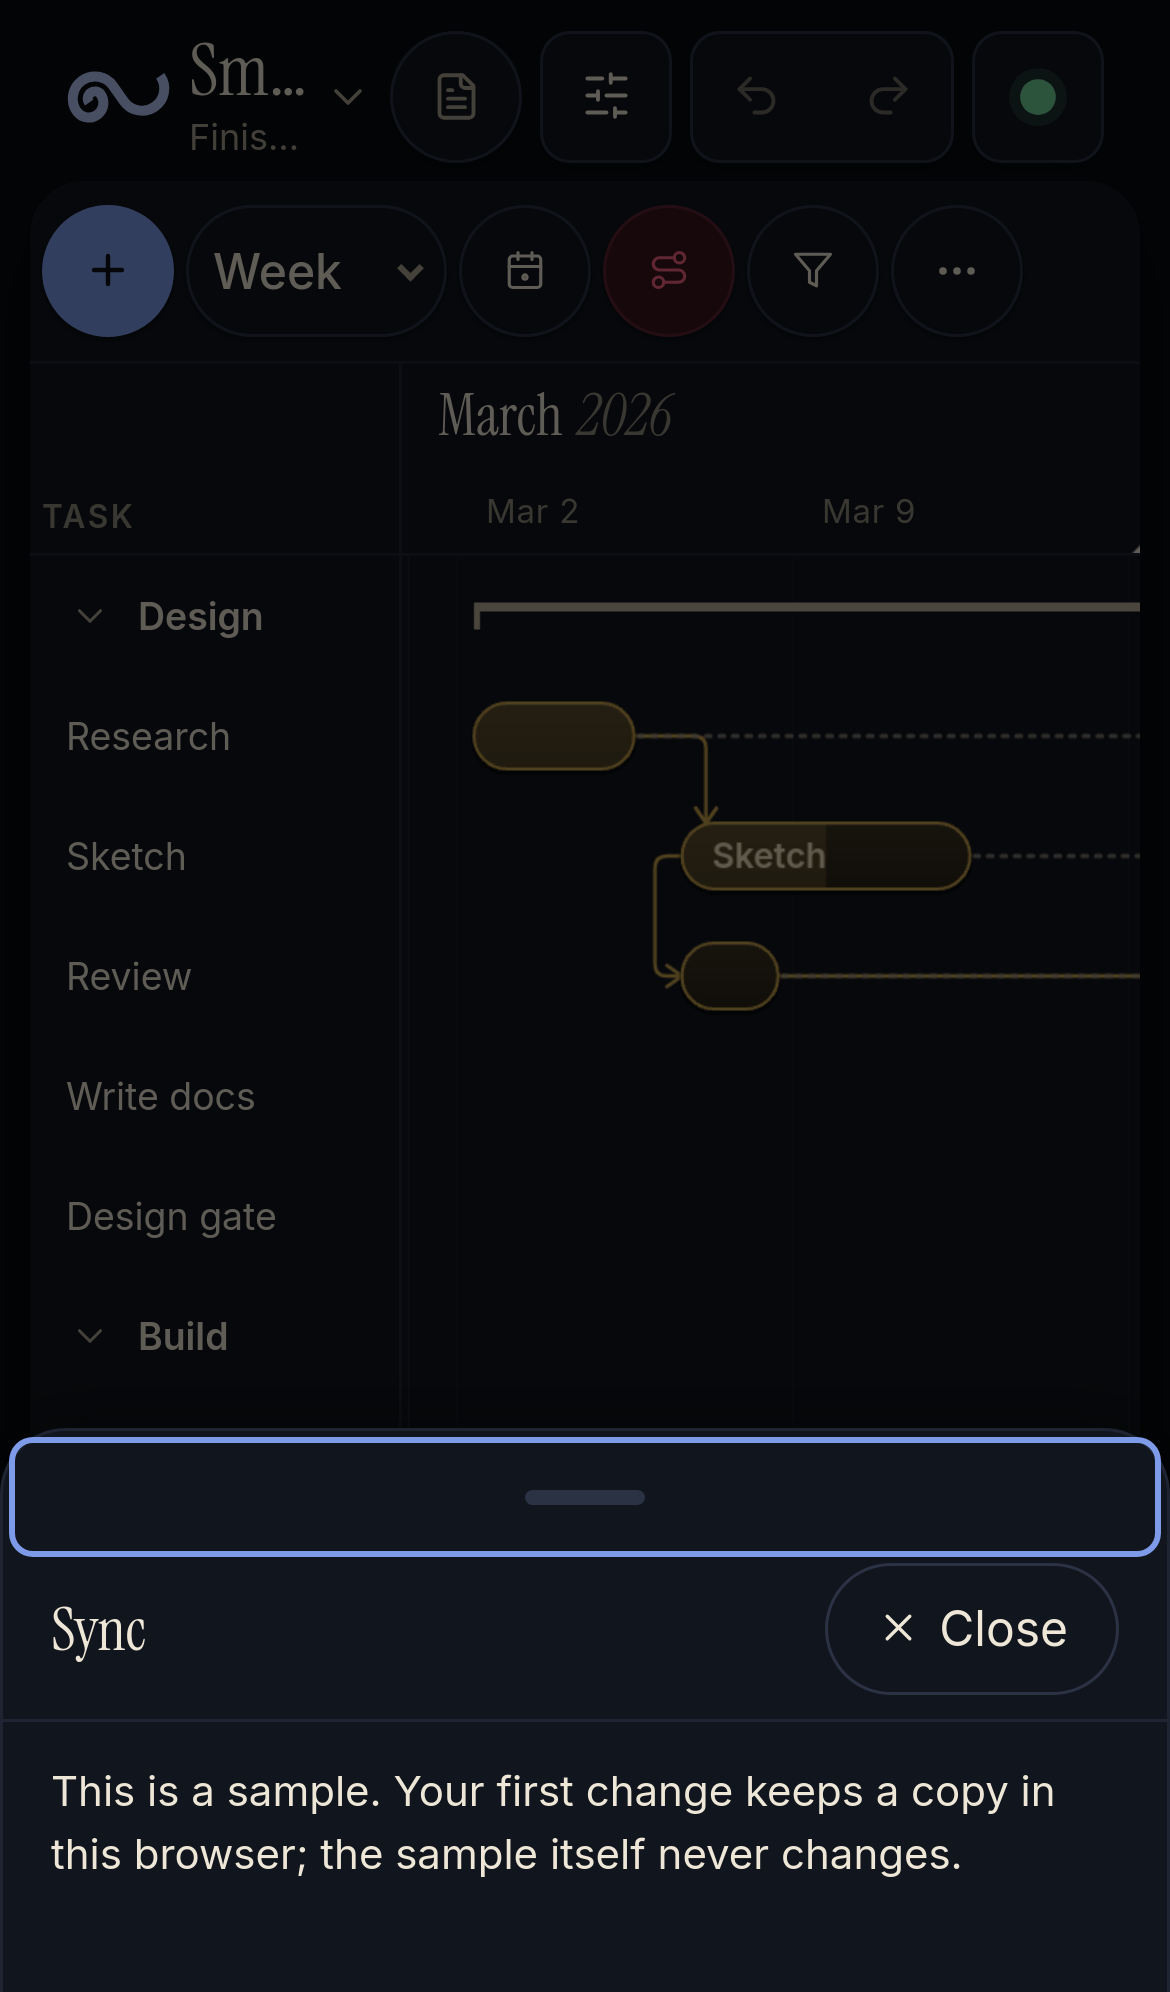 Sm...
Finis...
Week
March 2026
TASK
Mar 2
Mar 9
Design
Research
Sketch
Sketch
Review
Write docs
Design gate
Build
Sync
Close
This is a sample. Your first change keeps a copy in
this browser; the sample itself never changes.